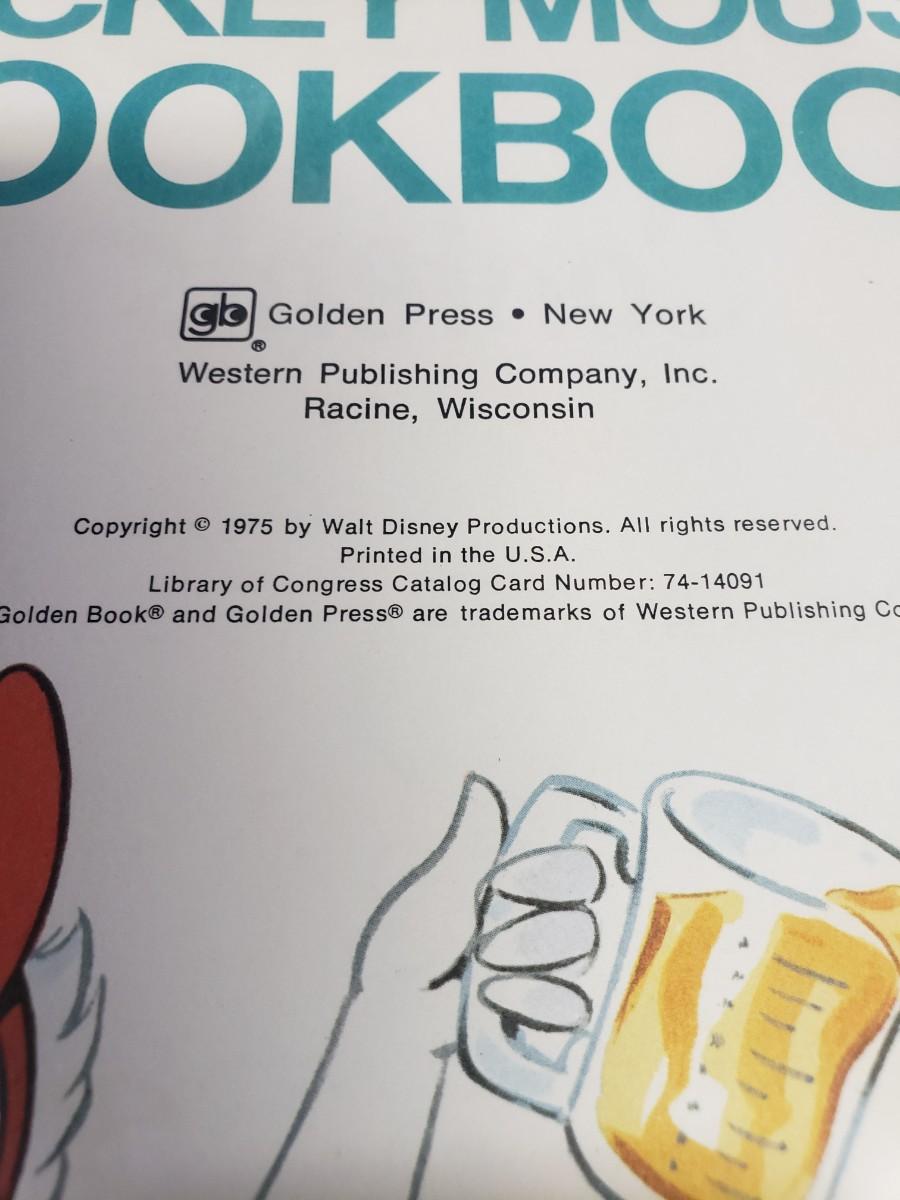 CKEY MOUS
OOKBOO
gb® Golden Press • New York
Western Publishing Company, Inc.
Racine, Wisconsin
Copyright © 1975 by Walt Disney Productions. All rights reserved.
Printed in the U.S.A.
Library of Congress Catalog Card Number: 74-14091
Golden Book® and Golden Press® are trademarks of Western Publishing Co